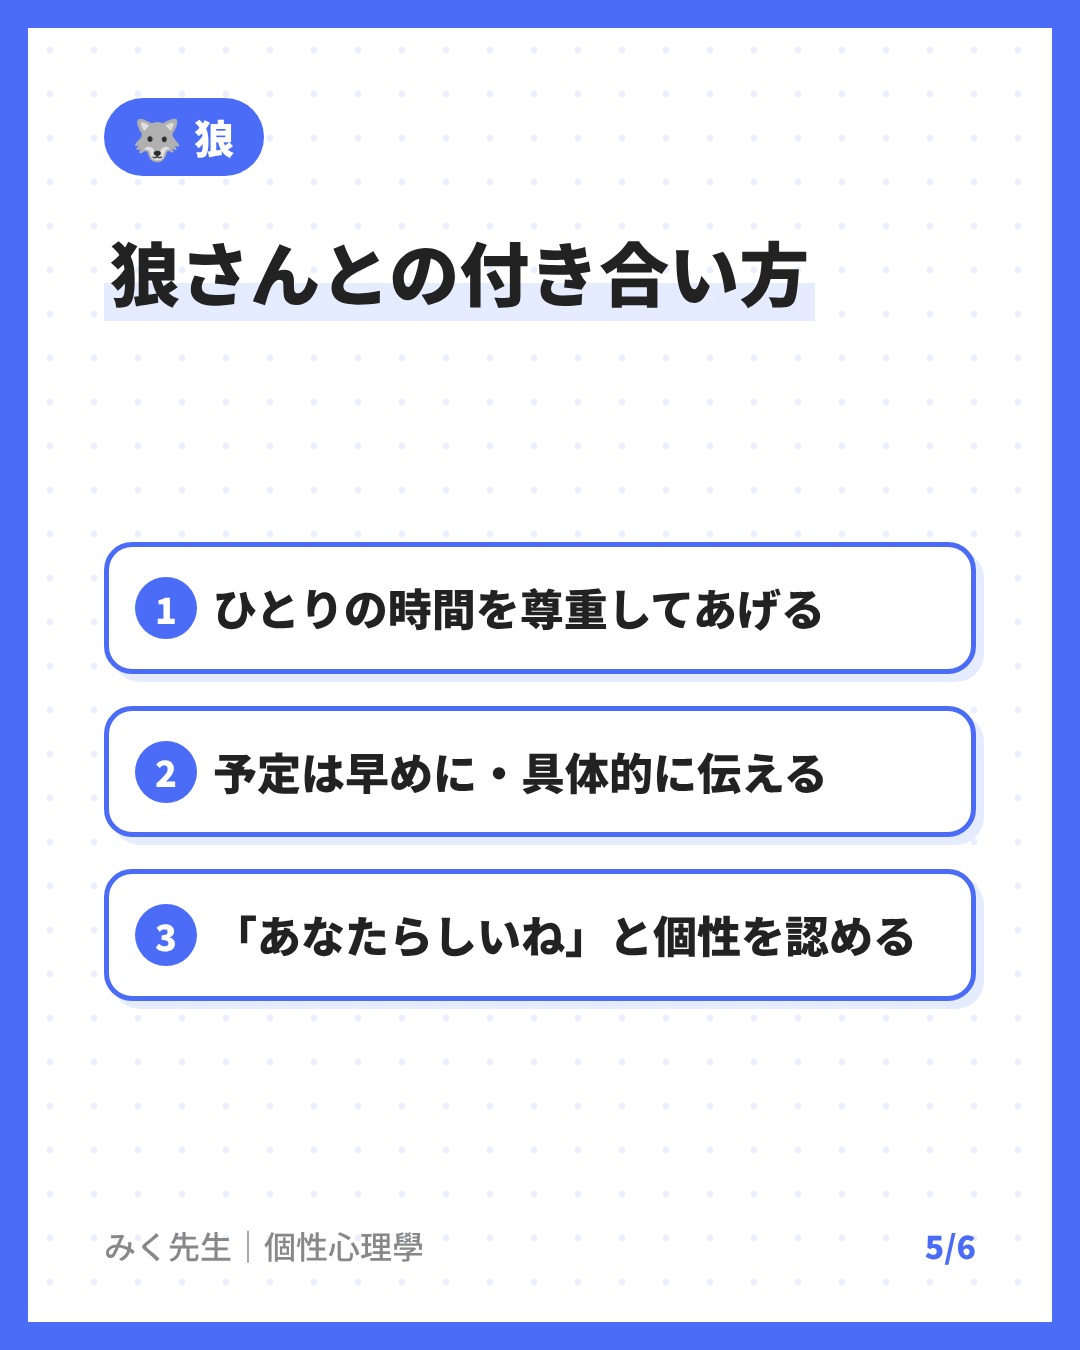 狼
狼さんとの付き合い方
1 ひとりの時間を尊重してあげる
2 予定は早めに・具体的に伝える
3 「あなたらしいね」と個性を認める
みく先生｜個性心理學
5/6